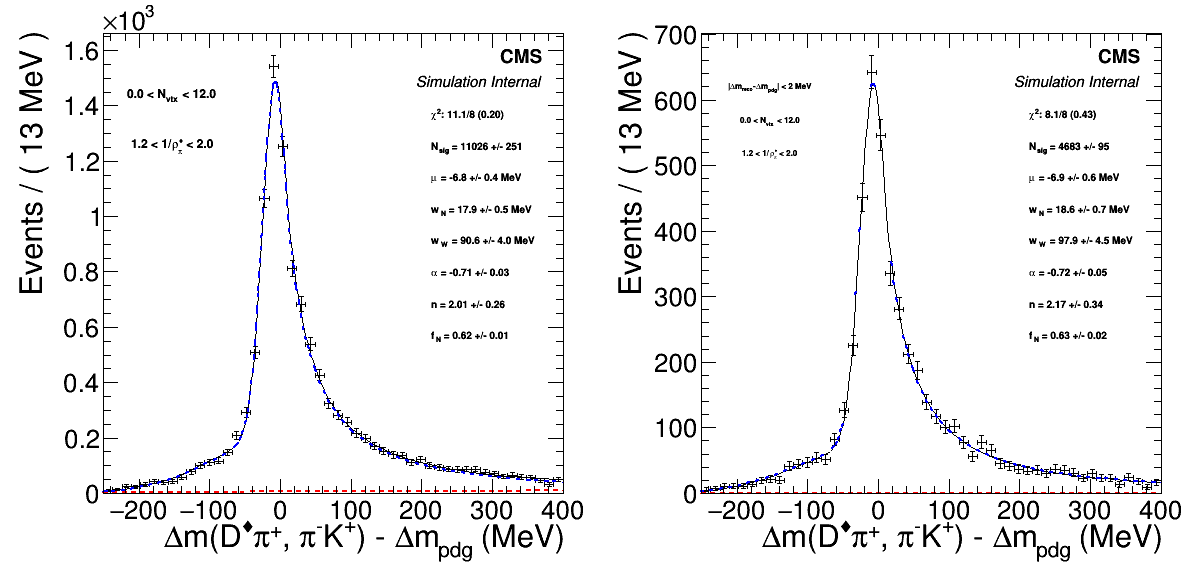 ×10³
Events / ( 13 MeV )
1.6
1.4
1.2
1
0.8
0.6
0.4
0.2
0
−200 −100 0 100 200 300 400
Δm(D♦π⁺, π⁻K⁺) - Δm_pdg (MeV)
0.0 < N_vtx < 12.0
1.2 < 1/ρ*_π < 2.0
CMS
Simulation Internal
χ²: 11.1/8 (0.20)
N_sig = 11026 +/- 251
μ = -6.8 +/- 0.4 MeV
w_N = 17.9 +/- 0.5 MeV
w_W = 90.6 +/- 4.0 MeV
α = -0.71 +/- 0.03
n = 2.01 +/- 0.26
f_N = 0.62 +/- 0.01
Events / ( 13 MeV )
700
600
500
400
300
200
100
0
−200 −100 0 100 200 300 400
Δm(D♦π⁺, π⁻K⁺) - Δm_pdg (MeV)
|Δm_reco-Δm_pdg| < 2 MeV
0.0 < N_vtx < 12.0
1.2 < 1/ρ*_π < 2.0
CMS
Simulation Internal
χ²: 8.1/8 (0.43)
N_sig = 4683 +/- 95
μ = -6.9 +/- 0.6 MeV
w_N = 18.6 +/- 0.7 MeV
w_W = 97.9 +/- 4.5 MeV
α = -0.72 +/- 0.05
n = 2.17 +/- 0.34
f_N = 0.63 +/- 0.02